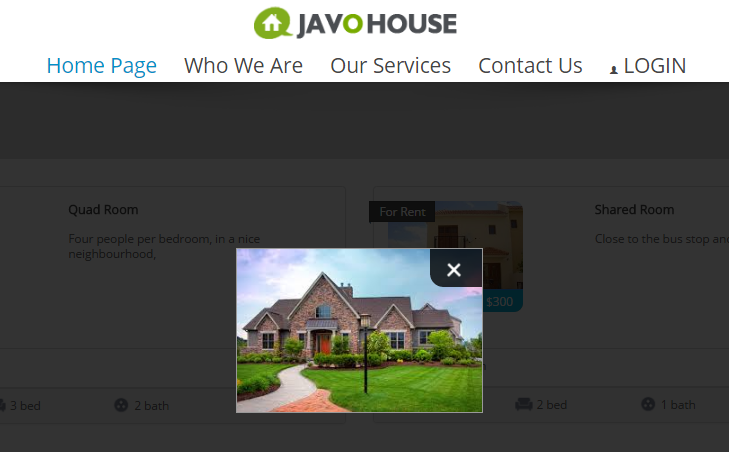 JAVO HOUSE
Home Page Who We Are Our Services Contact Us LOGIN
Quad Room
Four people per bedroom, in a nice
neighbourhood,
3 bed 2 bath
For Rent
$300
Shared Room
Close to the bus stop and
2 bed 1 bath